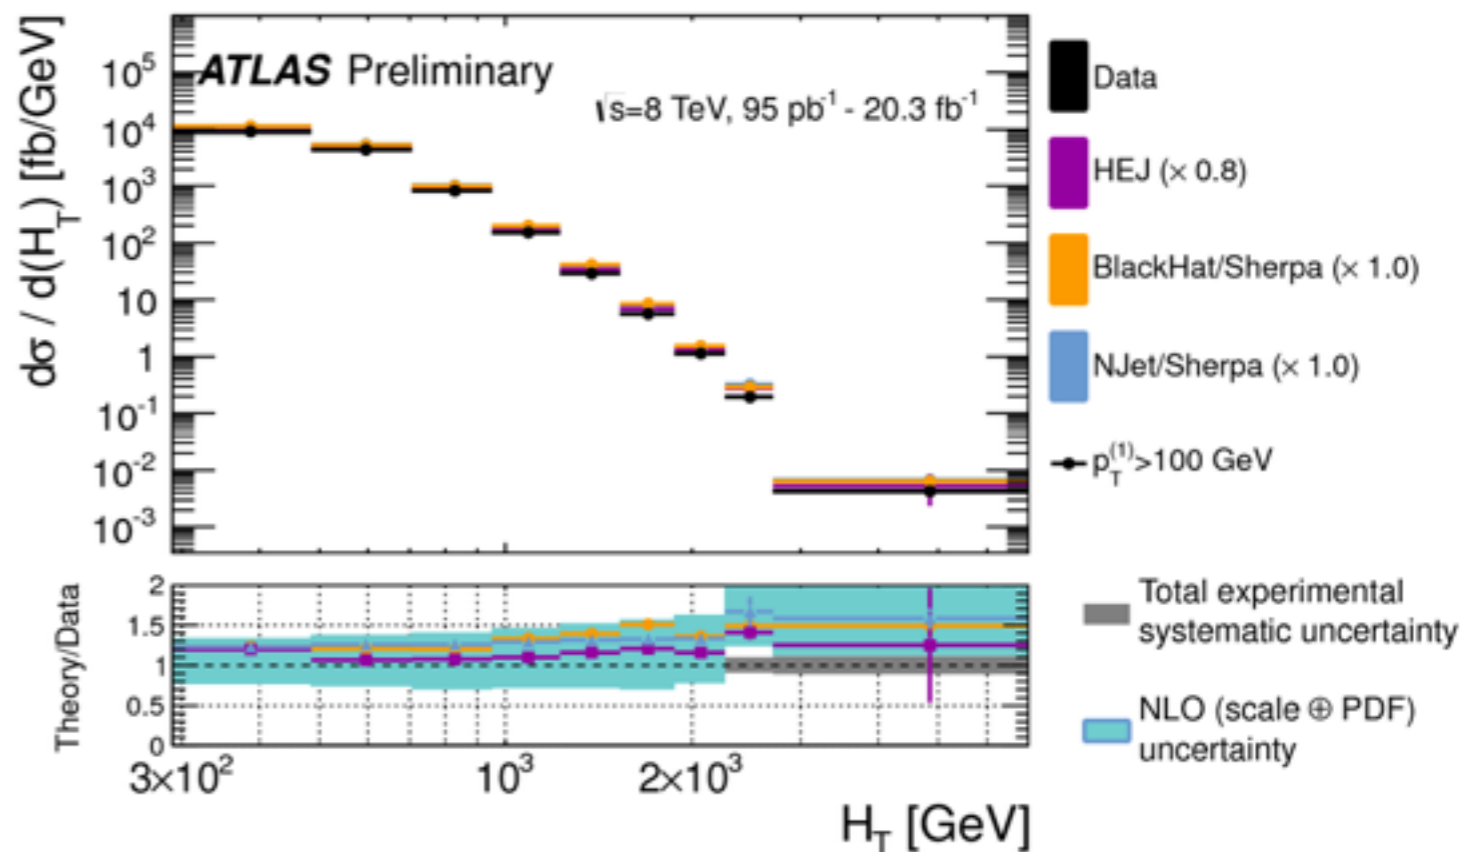 ATLAS Preliminary
√s=8 TeV, 95 pb⁻¹ - 20.3 fb⁻¹
dσ / d(H_T) [fb/GeV]
10⁵
10⁴
10³
10²
10
1
10⁻¹
10⁻²
10⁻³
Data
HEJ (× 0.8)
BlackHat/Sherpa (× 1.0)
NJet/Sherpa (× 1.0)
p_T^(1)>100 GeV
Theory/Data
2
1.5
1
0.5
0
3×10²
10³
2×10³
H_T [GeV]
Total experimental
systematic uncertainty
NLO (scale ⊕ PDF)
uncertainty